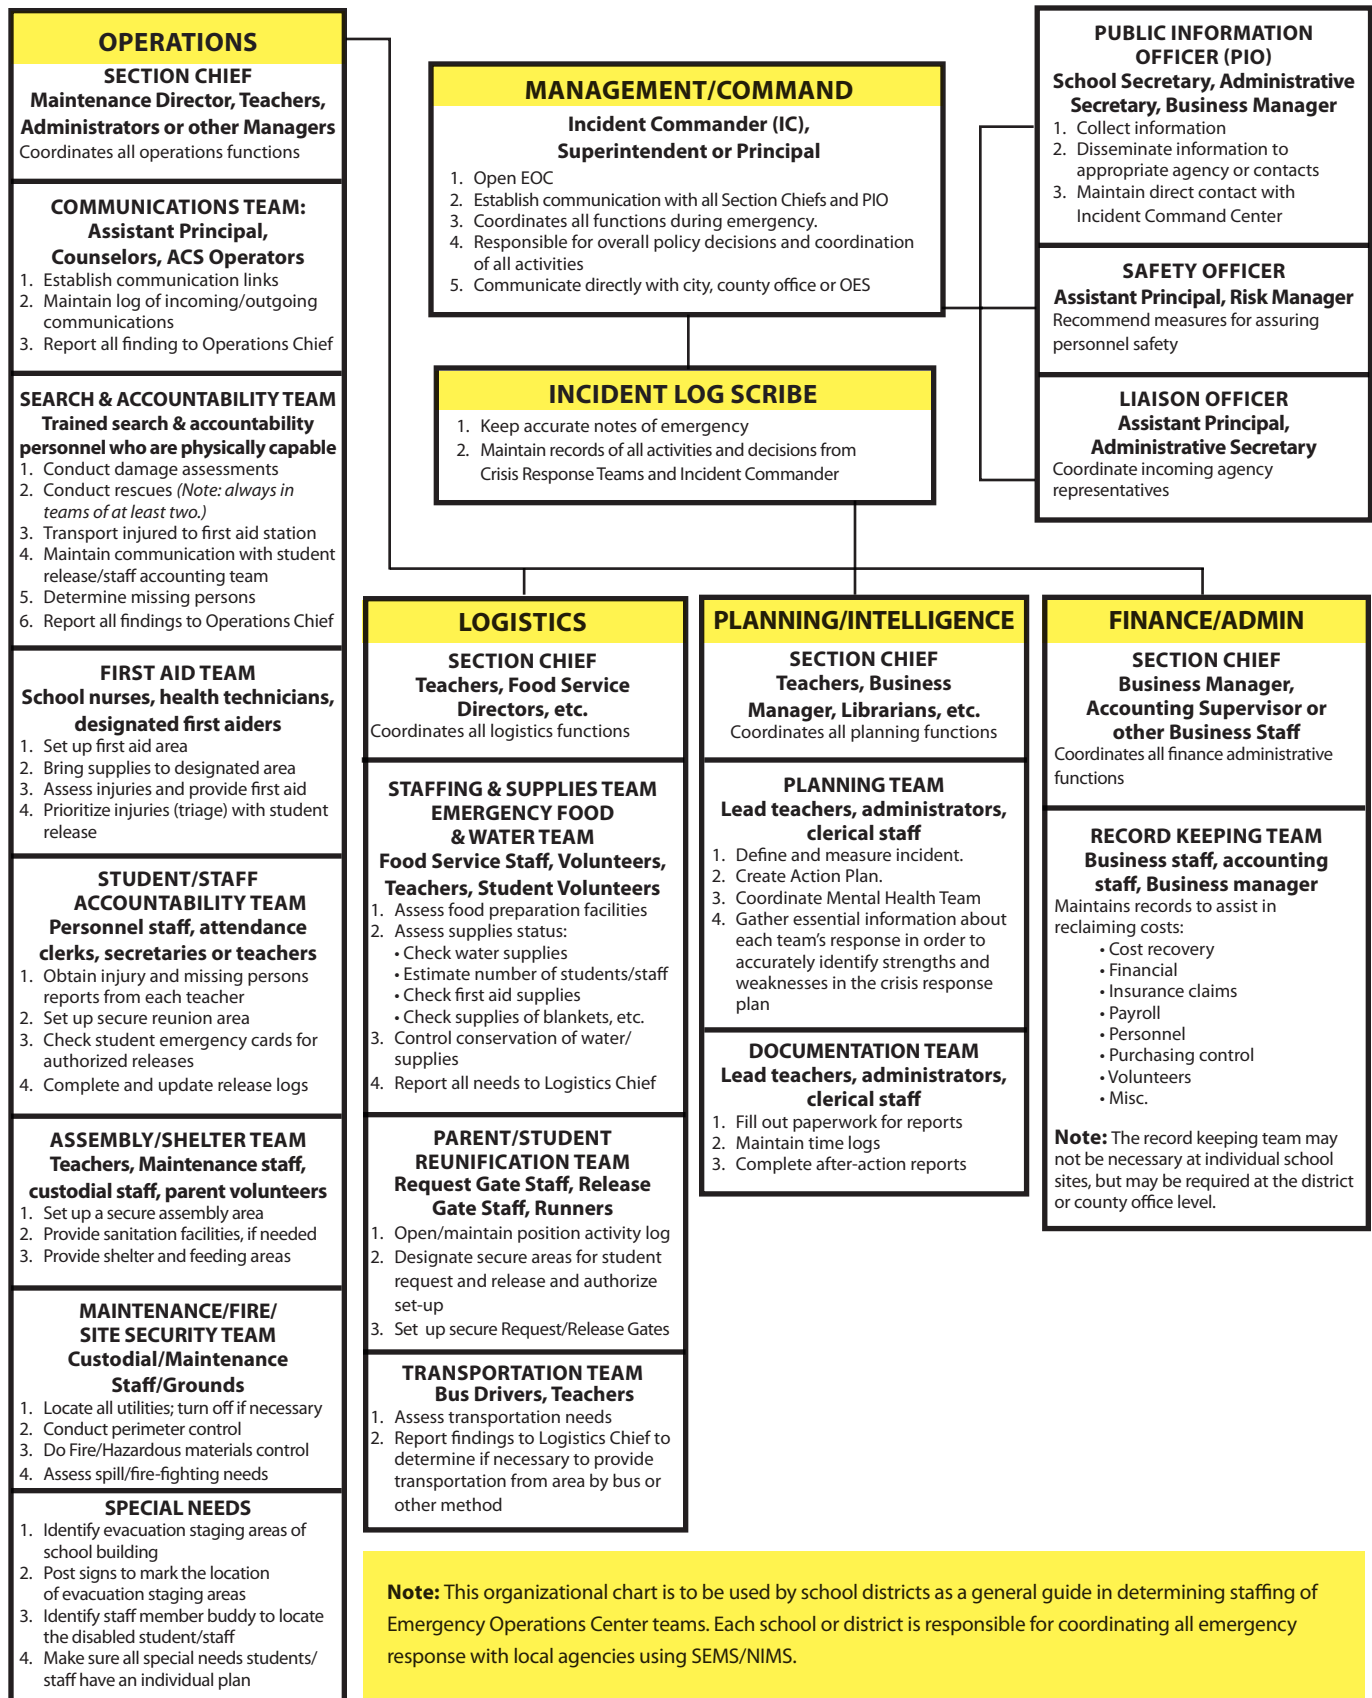 OPERATIONS
SECTION CHIEF
Maintenance Director, Teachers,
Administrators or other Managers
Coordinates all operations functions
COMMUNICATIONS TEAM:
Assistant Principal,
Counselors, ACS Operators
1. Establish communication links
2. Maintain log of incoming/outgoing
communications
3. Report all finding to Operations Chief
SEARCH & ACCOUNTABILITY TEAM
Trained search & accountability
personnel who are physically capable
1. Conduct damage assessments
2. Conduct rescues (Note: always in
teams of at least two.)
3. Transport injured to first aid station
4. Maintain communication with student
release/staff accounting team
5. Determine missing persons
6. Report all findings to Operations Chief
FIRST AID TEAM
School nurses, health technicians,
designated first aiders
1. Set up first aid area
2. Bring supplies to designated area
3. Assess injuries and provide first aid
4. Prioritize injuries (triage) with student
release
STUDENT/STAFF
ACCOUNTABILITY TEAM
Personnel staff, attendance
clerks, secretaries or teachers
1. Obtain injury and missing persons
reports from each teacher
2. Set up secure reunion area
3. Check student emergency cards for
authorized releases
4. Complete and update release logs
ASSEMBLY/SHELTER TEAM
Teachers, Maintenance staff,
custodial staff, parent volunteers
1. Set up a secure assembly area
2. Provide sanitation facilities, if needed
3. Provide shelter and feeding areas
MAINTENANCE/FIRE/
SITE SECURITY TEAM
Custodial/Maintenance
Staff/Grounds
1. Locate all utilities; turn off if necessary
2. Conduct perimeter control
3. Do Fire/Hazardous materials control
4. Assess spill/fire-fighting needs
SPECIAL NEEDS
1. Identify evacuation staging areas of
school building
2. Post signs to mark the location
of evacuation staging areas
3. Identify staff member buddy to locate
the disabled student/staff
4. Make sure all special needs students/
staff have an individual plan
MANAGEMENT/COMMAND
Incident Commander (IC),
Superintendent or Principal
1. Open EOC
2. Establish communication with all Section Chiefs and PIO
3. Coordinates all functions during emergency.
4. Responsible for overall policy decisions and coordination
of all activities
5. Communicate directly with city, county office or OES
INCIDENT LOG SCRIBE
1. Keep accurate notes of emergency
2. Maintain records of all activities and decisions from
Crisis Response Teams and Incident Commander
PUBLIC INFORMATION
OFFICER (PIO)
School Secretary, Administrative
Secretary, Business Manager
1. Collect information
2. Disseminate information to
appropriate agency or contacts
3. Maintain direct contact with
Incident Command Center
SAFETY OFFICER
Assistant Principal, Risk Manager
Recommend measures for assuring
personnel safety
LIAISON OFFICER
Assistant Principal,
Administrative Secretary
Coordinate incoming agency
representatives
LOGISTICS
SECTION CHIEF
Teachers, Food Service
Directors, etc.
Coordinates all logistics functions
STAFFING & SUPPLIES TEAM
EMERGENCY FOOD
& WATER TEAM
Food Service Staff, Volunteers,
Teachers, Student Volunteers
1. Assess food preparation facilities
2. Assess supplies status:
• Check water supplies
• Estimate number of students/staff
• Check first aid supplies
• Check supplies of blankets, etc.
3. Control conservation of water/
supplies
4. Report all needs to Logistics Chief
PARENT/STUDENT
REUNIFICATION TEAM
Request Gate Staff, Release
Gate Staff, Runners
1. Open/maintain position activity log
2. Designate secure areas for student
request and release and authorize
set-up
3. Set up secure Request/Release Gates
TRANSPORTATION TEAM
Bus Drivers, Teachers
1. Assess transportation needs
2. Report findings to Logistics Chief to
determine if necessary to provide
transportation from area by bus or
other method
PLANNING/INTELLIGENCE
SECTION CHIEF
Teachers, Business
Manager, Librarians, etc.
Coordinates all planning functions
PLANNING TEAM
Lead teachers, administrators,
clerical staff
1. Define and measure incident.
2. Create Action Plan.
3. Coordinate Mental Health Team
4. Gather essential information about
each team's response in order to
accurately identify strengths and
weaknesses in the crisis response
plan
DOCUMENTATION TEAM
Lead teachers, administrators,
clerical staff
1. Fill out paperwork for reports
2. Maintain time logs
3. Complete after-action reports
FINANCE/ADMIN
SECTION CHIEF
Business Manager,
Accounting Supervisor or
other Business Staff
Coordinates all finance administrative
functions
RECORD KEEPING TEAM
Business staff, accounting
staff, Business manager
Maintains records to assist in
reclaiming costs:
• Cost recovery
• Financial
• Insurance claims
• Payroll
• Personnel
• Purchasing control
• Volunteers
• Misc.
Note: The record keeping team may
not be necessary at individual school
sites, but may be required at the district
or county office level.
Note: This organizational chart is to be used by school districts as a general guide in determining staffing of
Emergency Operations Center teams. Each school or district is responsible for coordinating all emergency
response with local agencies using SEMS/NIMS.